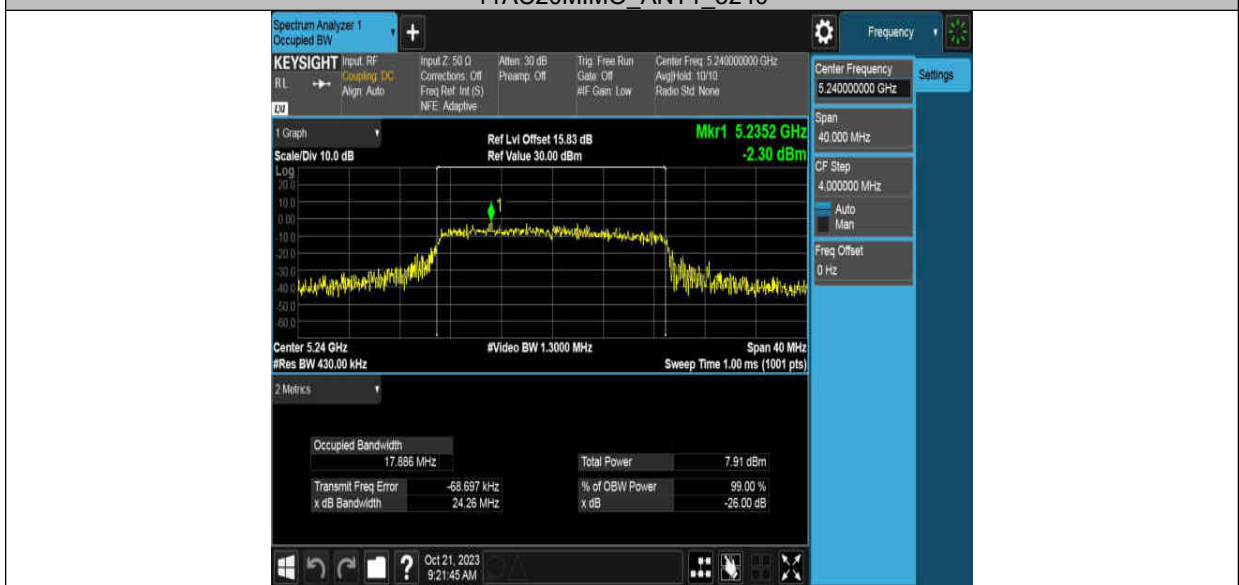 11AC20MIMO_ANT1_5240
Spectrum Analyzer 1
Occupied BW
Frequency
KEYSIGHT
RL
LXI
Input: RF
Coupling: DC
Align: Auto
Input Z: 50 Ω
Corrections: Off
Freq Ref: Int (S)
NFE: Adaptive
Atten: 30 dB
Preamp: Off
Trig: Free Run
Gate: Off
#IF Gain: Low
Center Freq: 5.240000000 GHz
Avg|Hold: 10/10
Radio Std: None
Center Frequency
5.240000000 GHz
Settings
Span
40.000 MHz
CF Step
4.000000 MHz
Auto
Man
Freq Offset
0 Hz
1 Graph
Scale/Div 10.0 dB
Ref Lvl Offset 15.83 dB
Ref Value 30.00 dBm
Mkr1 5.2352 GHz
-2.30 dBm
Log
20.0
10.0
0.00
-10.0
-20.0
-30.0
-40.0
-50.0
-60.0
1
Center 5.24 GHz
#Video BW 1.3000 MHz
Span 40 MHz
#Res BW 430.00 kHz
Sweep Time 1.00 ms (1001 pts)
2 Metrics
Occupied Bandwidth
17.886 MHz
Total Power 7.91 dBm
Transmit Freq Error -68.697 kHz
% of OBW Power 99.00 %
x dB Bandwidth 24.26 MHz
x dB -26.00 dB
?
Oct 21, 2023
9:21:45 AM